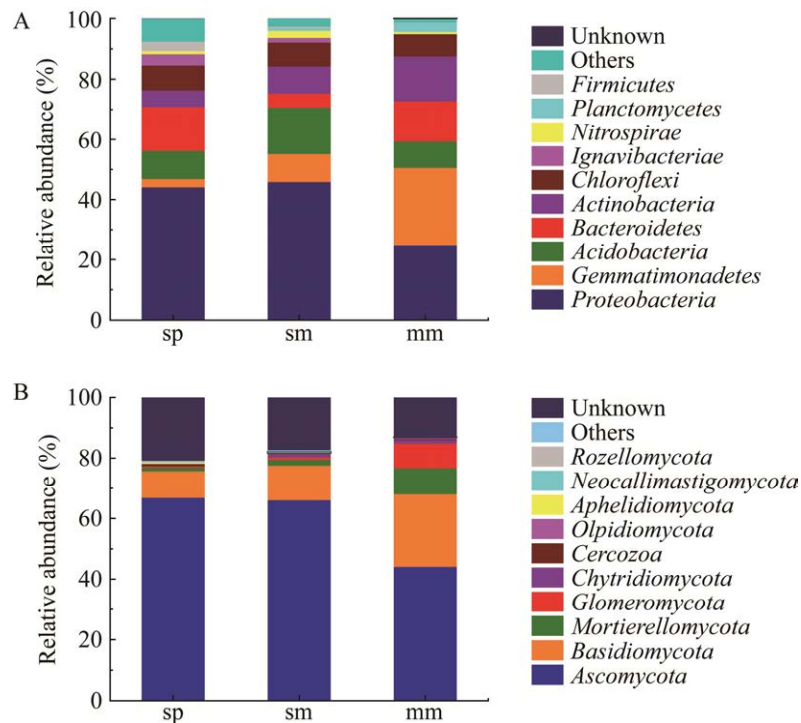 A
Relative abundance (%)
100
80
60
40
20
0
sp
sm
mm
Unknown
Others
Firmicutes
Planctomycetes
Nitrospirae
Ignavibacteriae
Chloroflexi
Actinobacteria
Bacteroidetes
Acidobacteria
Gemmatimonadetes
Proteobacteria
B
Relative abundance (%)
100
80
60
40
20
0
sp
sm
mm
Unknown
Others
Rozellomycota
Neocallimastigomycota
Aphelidiomycota
Olpidiomycota
Cercozoa
Chytridiomycota
Glomeromycota
Mortierellomycota
Basidiomycota
Ascomycota